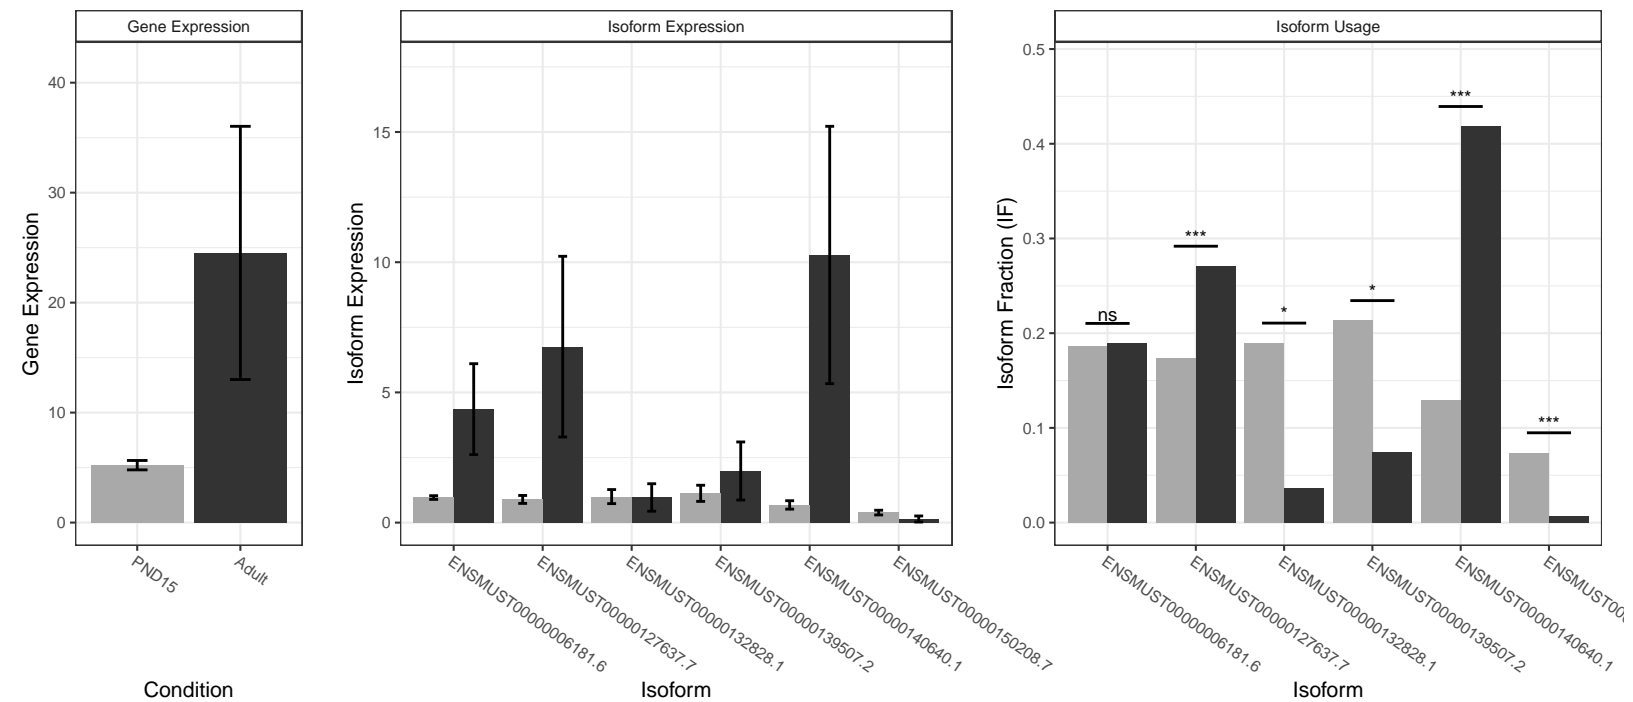 Gene Expression
Isoform Expression
Isoform Usage
Gene Expression
40
30
20
10
0
PND15
Adult
Condition
Isoform Expression
15
10
5
0
ENSMUST00000006181.6
ENSMUST00000127637.7
ENSMUST00000132828.1
ENSMUST00000139507.2
ENSMUST00000140640.1
ENSMUST00000150208.7
Isoform
Isoform Fraction (IF)
0.5
0.4
0.3
0.2
0.1
0.0
ns
***
*
*
***
***
ENSMUST00000006181.6
ENSMUST00000127637.7
ENSMUST00000132828.1
ENSMUST00000139507.2
ENSMUST00000140640.1
Isoform